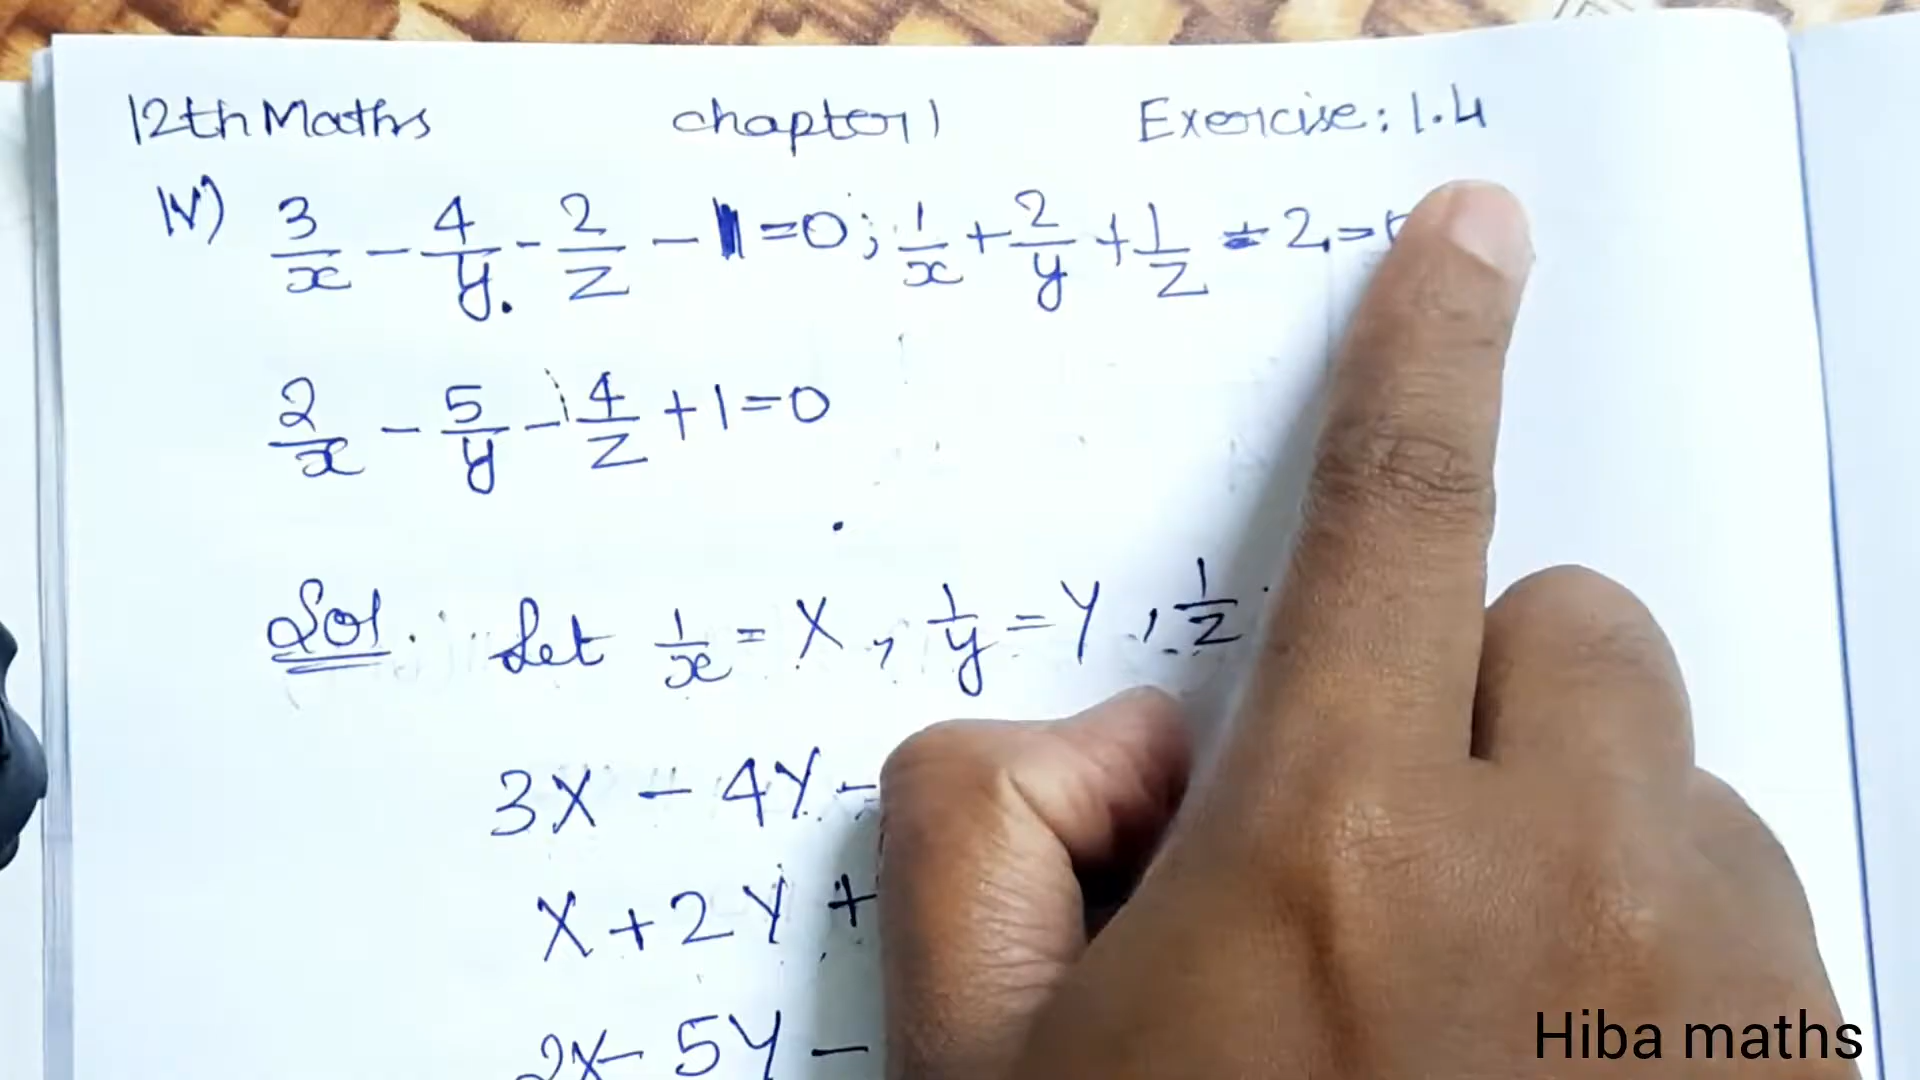 12th Maths chapter 1 Exercise: 1.4
IV) 3/x - 4/y - 2/z - 1 = 0; 1/x + 2/y + 1/z - 2 =
2/x - 5/y - 4/z + 1 = 0
Sol. Let 1/x = X, 1/y = Y, 1/z
3X - 4Y -
X + 2Y +
2X - 5Y -
Hiba maths